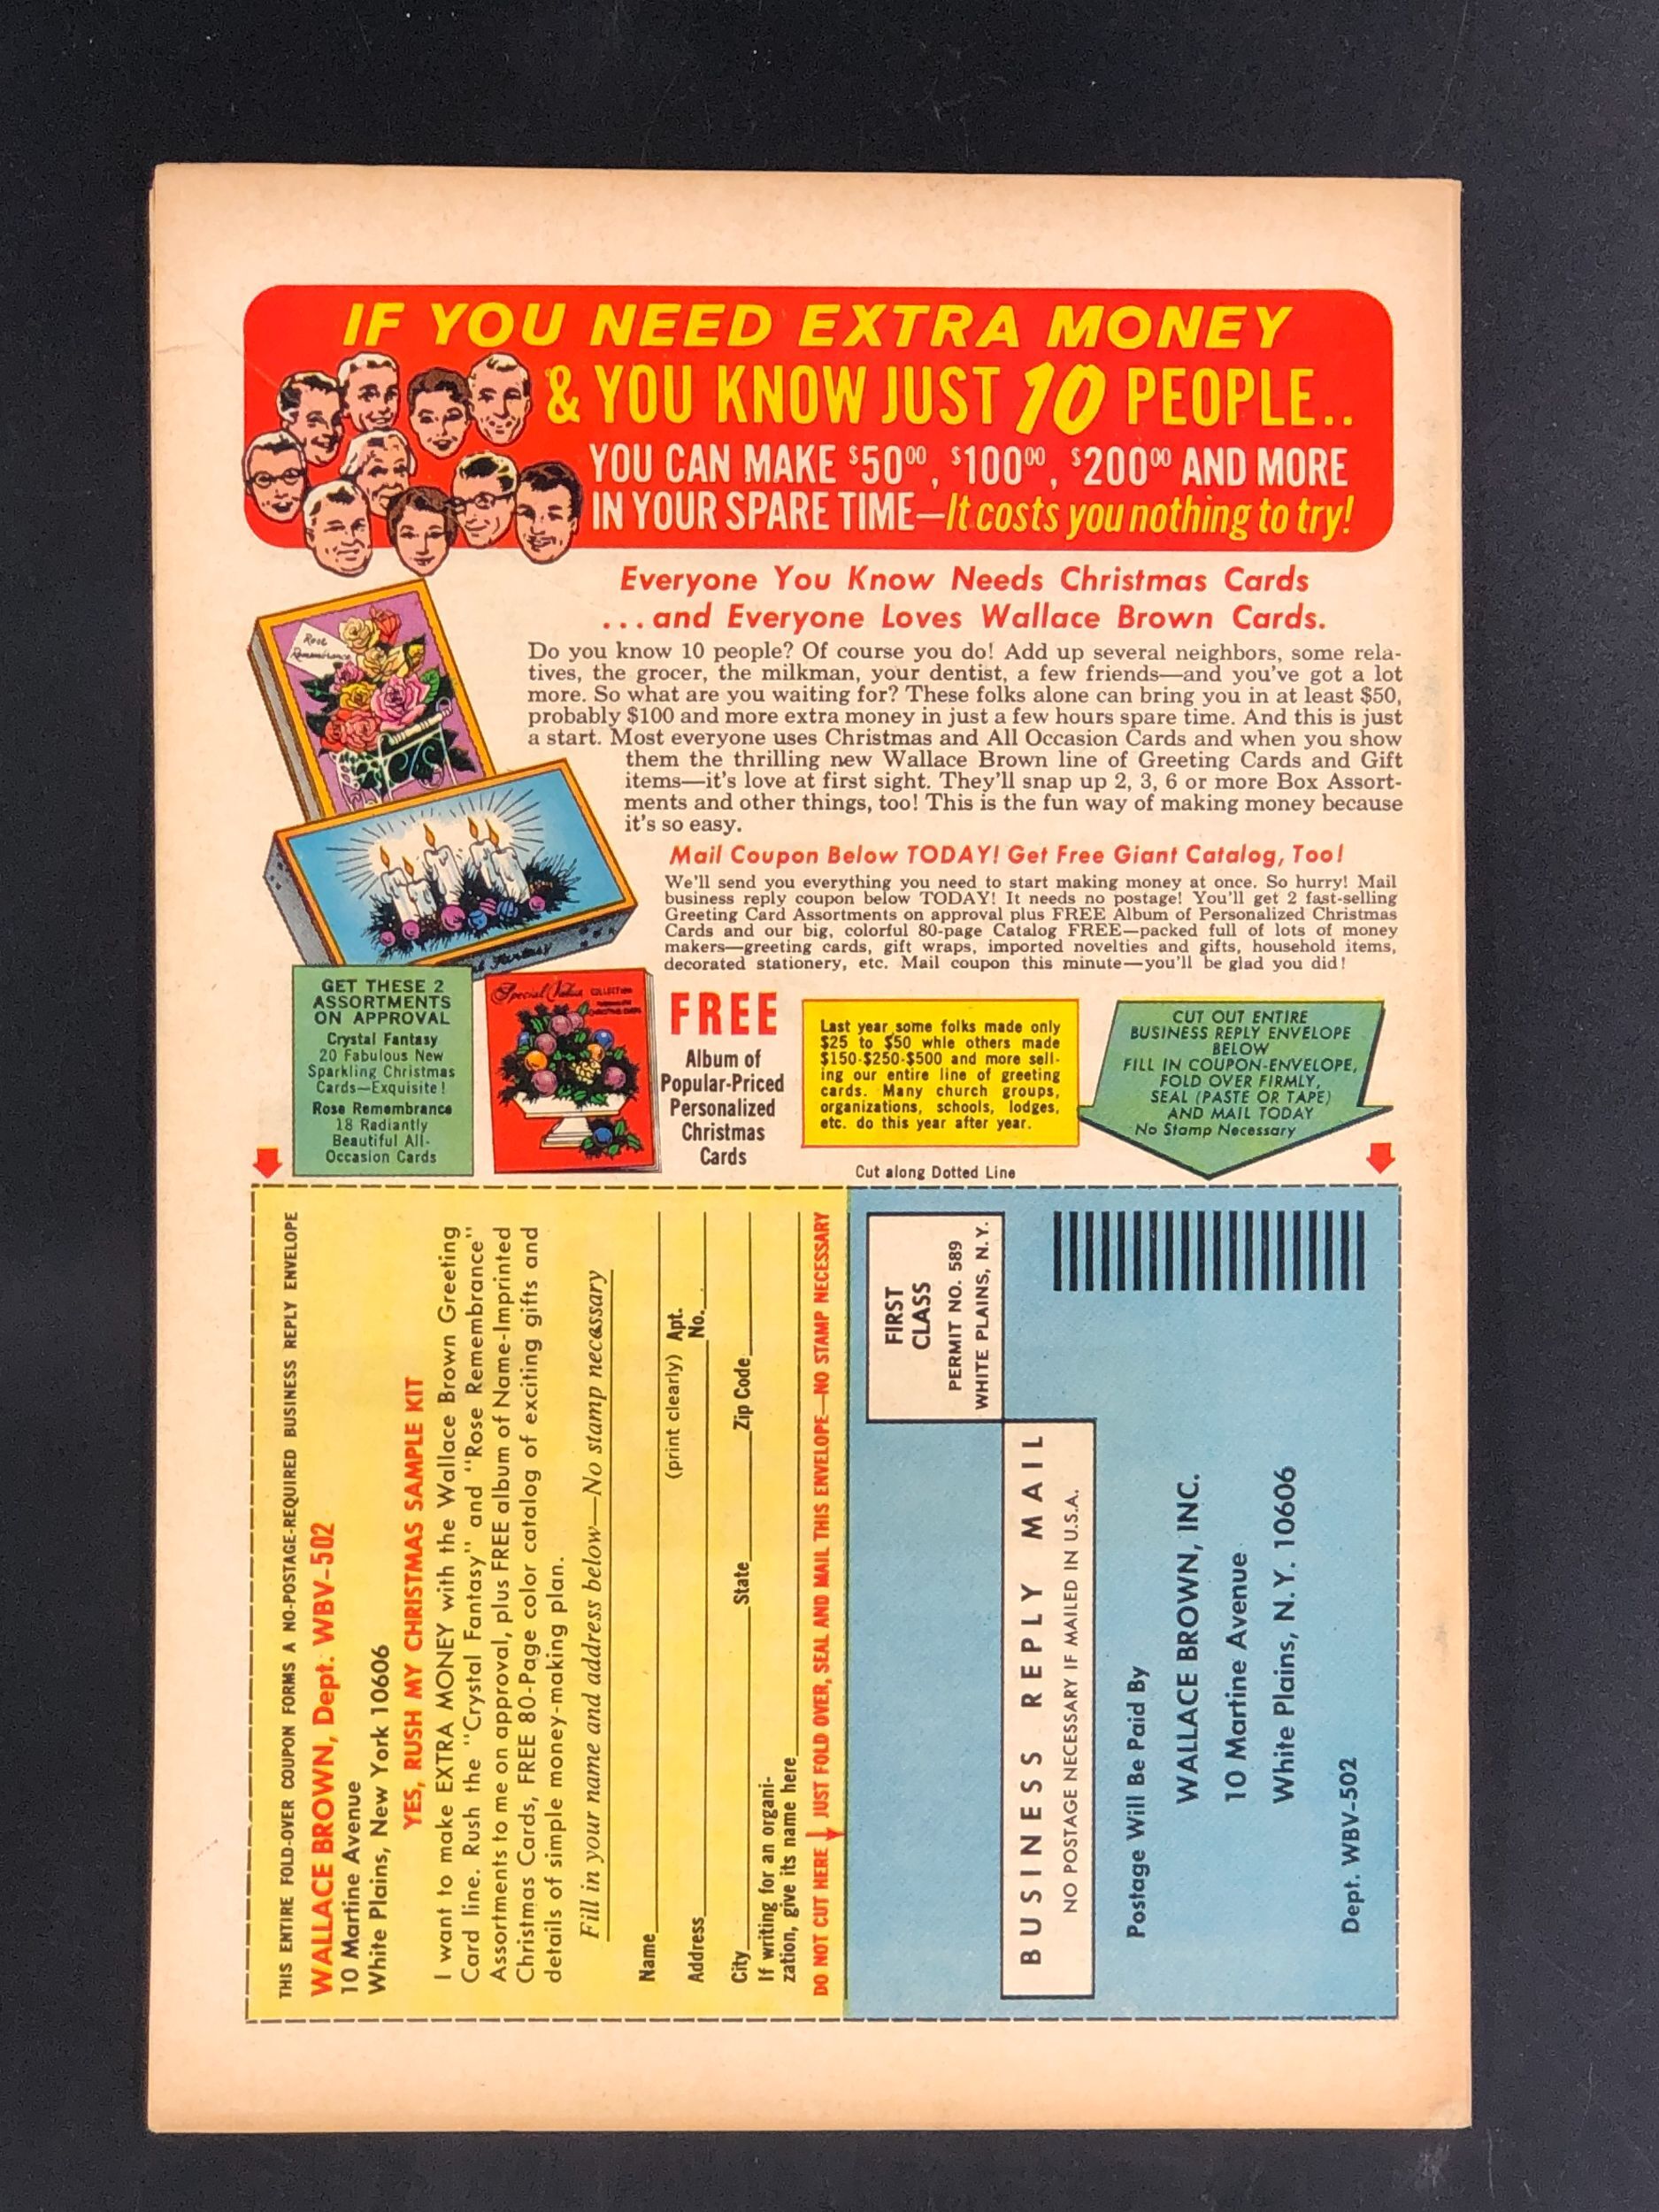 IF YOU NEED EXTRA MONEY
& YOU KNOW JUST 10 PEOPLE..
YOU CAN MAKE $50⁰⁰, $100⁰⁰, $200⁰⁰ AND MORE
IN YOUR SPARE TIME—It costs you nothing to try!
Everyone You Know Needs Christmas Cards
...and Everyone Loves Wallace Brown Cards.
Rose
Remembrance
Do you know 10 people? Of course you do! Add up several neighbors, some rela-
tives, the grocer, the milkman, your dentist, a few friends—and you've got a lot
more. So what are you waiting for? These folks alone can bring you in at least $50,
probably $100 and more extra money in just a few hours spare time. And this is just
a start. Most everyone uses Christmas and All Occasion Cards and when you show
them the thrilling new Wallace Brown line of Greeting Cards and Gift
items—it's love at first sight. They'll snap up 2, 3, 6 or more Box Assort-
ments and other things, too! This is the fun way of making money because
it's so easy.
Mail Coupon Below TODAY! Get Free Giant Catalog, Too!
We'll send you everything you need to start making money at once. So hurry! Mail
business reply coupon below TODAY! It needs no postage! You'll get 2 fast-selling
Greeting Card Assortments on approval plus FREE Album of Personalized Christmas
Cards and our big, colorful 80-page Catalog FREE—packed full of lots of money
makers—greeting cards, gift wraps, imported novelties and gifts, household items,
decorated stationery, etc. Mail coupon this minute—you'll be glad you did!
Fantasy
GET THESE 2
ASSORTMENTS
ON APPROVAL
Crystal Fantasy
20 Fabulous New
Sparkling Christmas
Cards—Exquisite!
Rose Remembrance
18 Radiantly
Beautiful All-
Occasion Cards
Special Value COLLECTION
FREE
Album of
Popular-Priced
Personalized
Christmas
Cards
Last year some folks made only
$25 to $50 whle others made
$150-$250-$500 and more sell-
ing our entire line of greeting
cards. Many church groups,
organizations, schools, lodges,
etc. do this year after year.
CUT OUT ENTIRE
BUSINESS REPLY ENVELOPE
BELOW
FILL IN COUPON-ENVELOPE,
FOLD OVER FIRMLY,
SEAL (PASTE OR TAPE)
AND MAIL TODAY
No Stamp Necessary
Cut along Dotted Line
THIS ENTIRE FOLD-OVER COUPON FORMS A NO-POSTAGE-REQUIRED BUSINESS REPLY ENVELOPE
WALLACE BROWN, Dept. WBV-502
10 Martine Avenue
White Plains, New York 10606
YES, RUSH MY CHRISTMAS SAMPLE KIT
I want to make EXTRA MONEY with the Wallace Brown Greeting
Card line. Rush the "Crystal Fantasy" and "Rose Remembrance"
Assortments to me on approval, plus FREE album of Name-Imprinted
Christmas Cards, FREE 80-Page color catalog of exciting gifts and
details of simple money-making plan.
Fill in your name and address below—No stamp necessary
Name
(print clearly) Apt.
Address No.
City State Zip Code
If writing for an organi-
zation, give its name here
DO NOT CUT HERE JUST FOLD OVER, SEAL AND MAIL THIS ENVELOPE—NO STAMP NECESSARY
FIRST
CLASS
PERMIT NO. 589
WHITE PLAINS, N.Y.
BUSINESS REPLY MAIL
NO POSTAGE NECESSARY IF MAILED IN U.S.A.
Postage Will Be Paid By
WALLACE BROWN, INC.
10 Martine Avenue
White Plains, N.Y. 10606
Dept. WBV-502